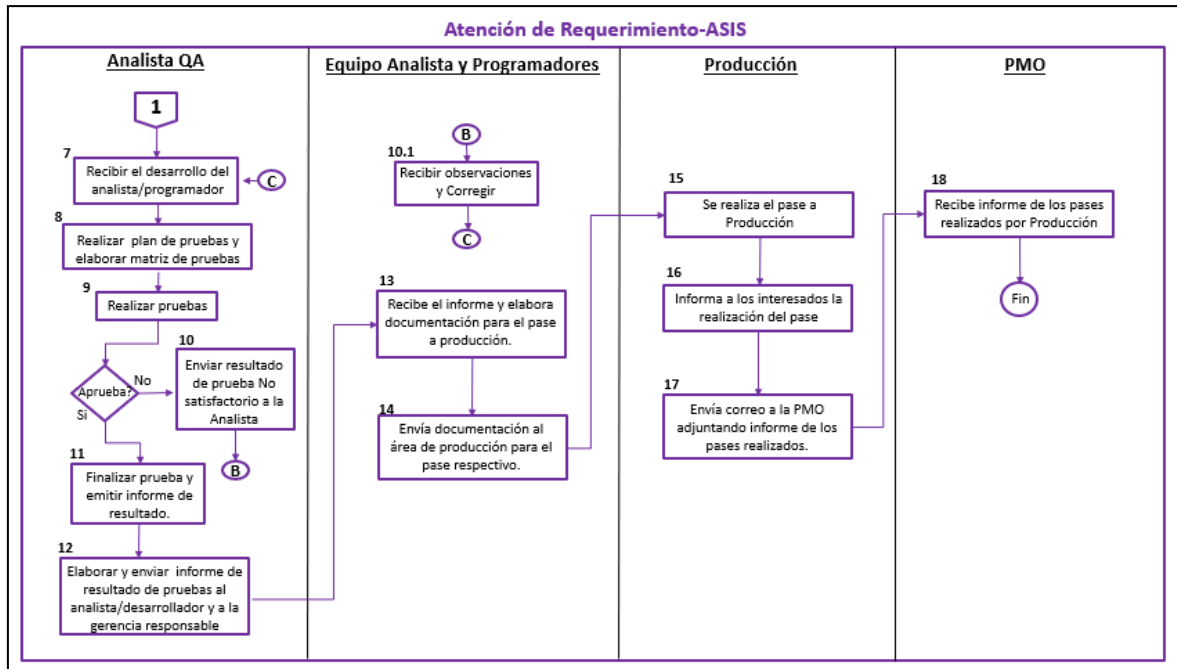 Atención de Requerimiento-ASIS
Analista QA
1
7
Recibir el desarrollo del
analista/programador
C
8
Realizar plan de pruebas y
elaborar matriz de pruebas
9
Realizar pruebas
Aprueba?
No
Si
10
Enviar resultado
de prueba No
satisfactorio a la
Analista
B
11
Finalizar prueba y
emitir informe de
resultado.
12
Elaborar y enviar informe de
resultado de pruebas al
analista/desarrollador y a la
gerencia responsable
Equipo Analista y Programadores
B
10.1
Recibir observaciones
y Corregir
C
13
Recibe el informe y elabora
documentación para el pase
a producción.
14
Envía documentación al
área de producción para el
pase respectivo.
Producción
15
Se realiza el pase a
Producción
16
Informa a los interesados la
realización del pase
17
Envía correo a la PMO
adjuntando informe de los
pases realizados.
PMO
18
Recibe informe de los pases
realizados por Producción
Fin